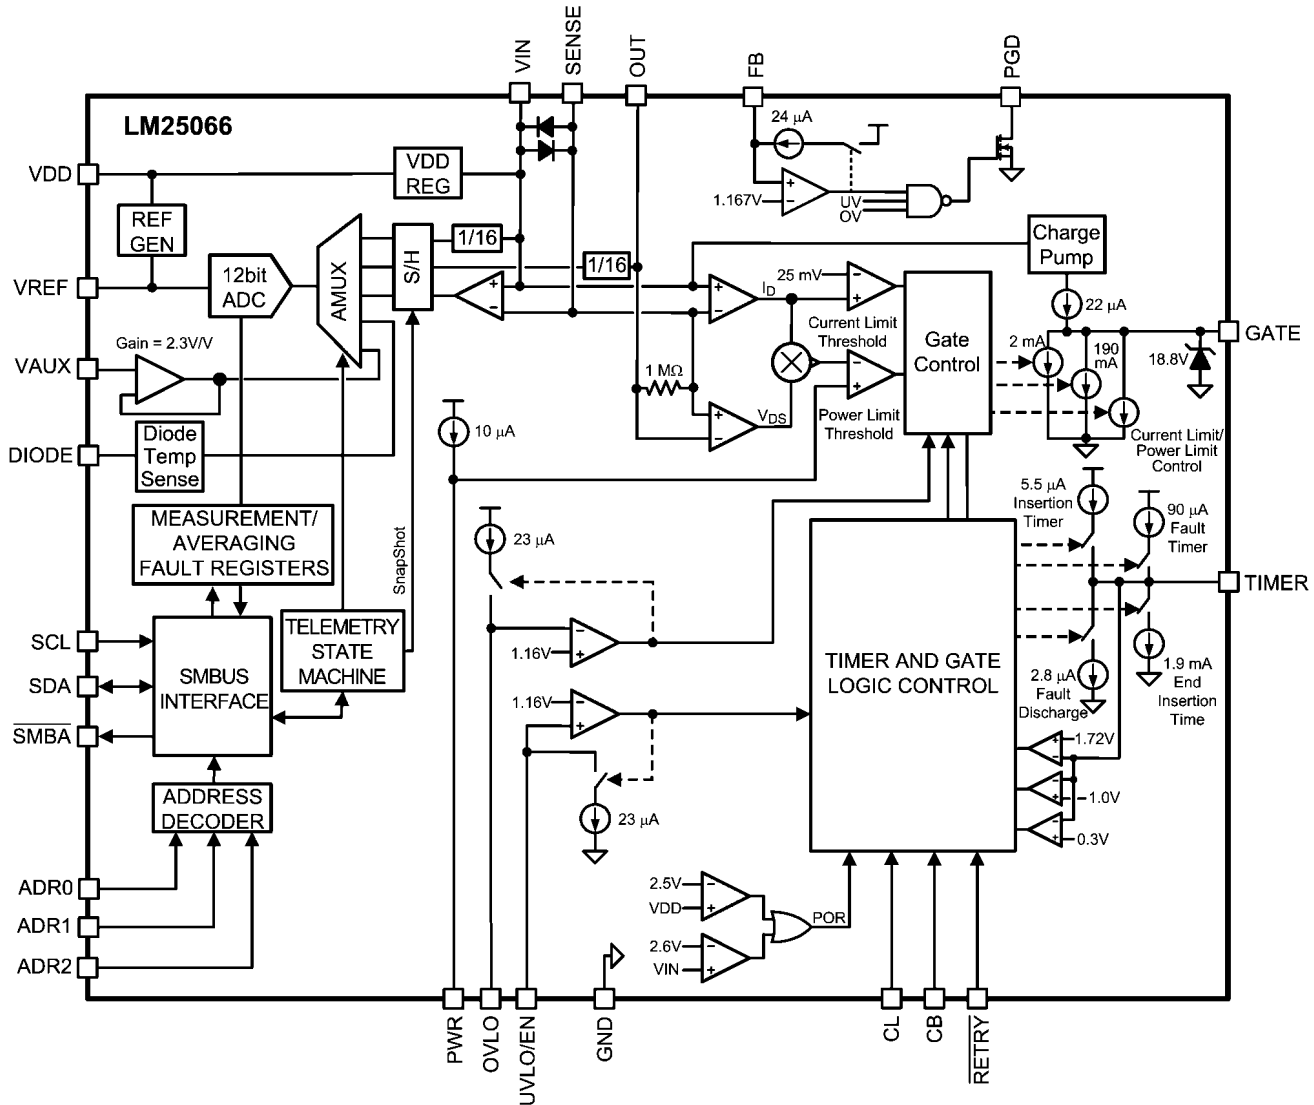 VIN
SENSE
OUT
FB
PGD
LM25066
VDD
VDD
REG
24 µA
1.167V
+
−
UV
OV
REF
GEN
1/16
1/16
S/H
AMUX
12bit
ADC
VREF
Charge
Pump
22 µA
25 mV
−
+
+
−
+
−
I<sub>D</sub>
Current Limit
Threshold
Gate
Control
GATE
2 mA
190
mA
18.8V
VAUX
Gain = 2.3V/V
1 MΩ
−
+
+
−
V<sub>DS</sub>
Power Limit
Threshold
Current Limit/
Power Limit
Control
DIODE
Diode
Temp
Sense
10 µA
5.5 µA
Insertion
Timer
90 µA
Fault
Timer
MEASUREMENT/
AVERAGING
FAULT REGISTERS
SnapShot
23 µA
TIMER
SCL
SDA
SMBA
SMBUS
INTERFACE
TELEMETRY
STATE
MACHINE
−
+
1.16V
1.16V
−
+
TIMER AND GATE
LOGIC CONTROL
2.8 µA
Fault
Discharge
1.9 mA
End
Insertion
Time
+
−
1.72V
−
+
1.0V
−
+
0.3V
ADDRESS
DECODER
23 µA
ADR0
ADR1
ADR2
2.5V
VDD
−
+
2.6V
VIN
−
+
POR
PWR
OVLO
UVLO/EN
GND
CL
CB
RETRY